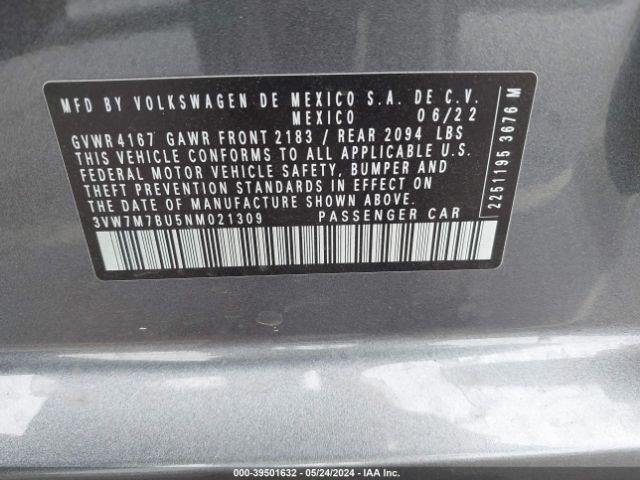 MFD BY VOLKSWAGEN DE MEXICO S.A. DE C.V.
MEXICO 06/22
GVWR 4167 GAWR FRONT 2183 / REAR 2094 LBS
THIS VEHICLE CONFORMS TO ALL APPLICABLE U.S.
FEDERAL MOTOR VEHICLE SAFETY, BUMPER AND
THEFT PREVENTION STANDARDS IN EFFECT ON
THE DATE OF MANUFACTURE SHOWN ABOVE.
3VW7M7BU5NM021309 PASSENGER CAR
2251195 3676 M
000-39501632 - 05/24/2024 - IAA Inc.